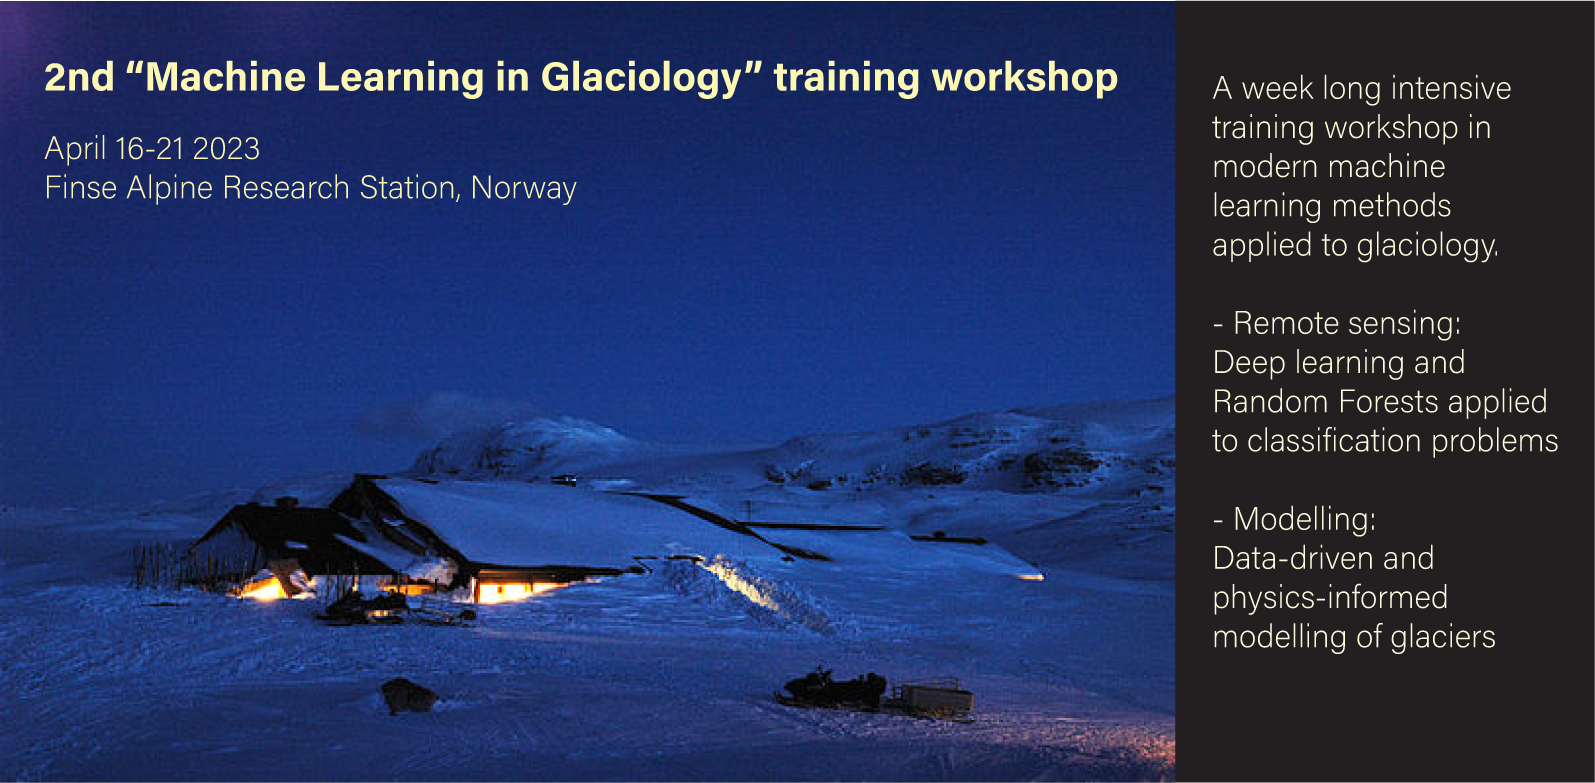 2nd “Machine Learning in Glaciology” training workshop
April 16-21 2023
Finse Alpine Research Station, Norway
A week long intensive
training workshop in
modern machine
learning methods
applied to glaciology.
- Remote sensing:
Deep learning and
Random Forests applied
to classification problems
- Modelling:
Data-driven and
physics-informed
modelling of glaciers